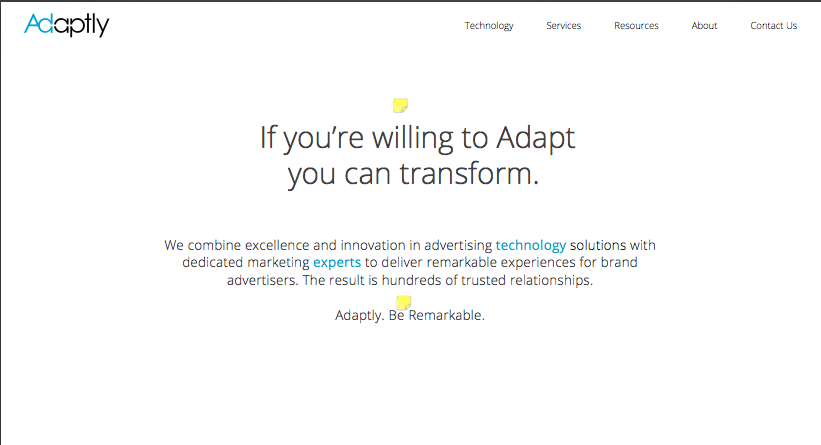 Adaptly
Technology Services Resources About Contact Us
If you’re willing to Adapt
you can transform.
We combine excellence and innovation in advertising technology solutions with
dedicated marketing experts to deliver remarkable experiences for brand
advertisers. The result is hundreds of trusted relationships.
Adaptly. Be Remarkable.